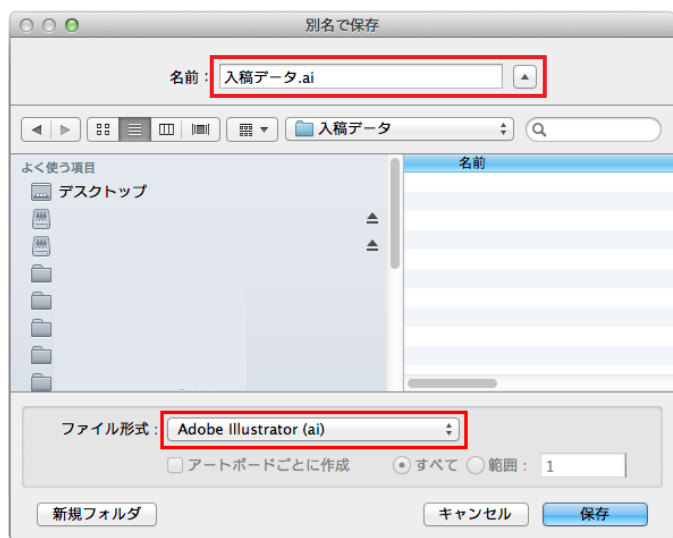 別名で保存
名前： 入稿データ.ai
入稿データ
よく使う項目
デスクトップ
名前
ファイル形式： Adobe Illustrator (ai)
アートボードごとに作成 すべて 範囲： 1
新規フォルダ キャンセル 保存